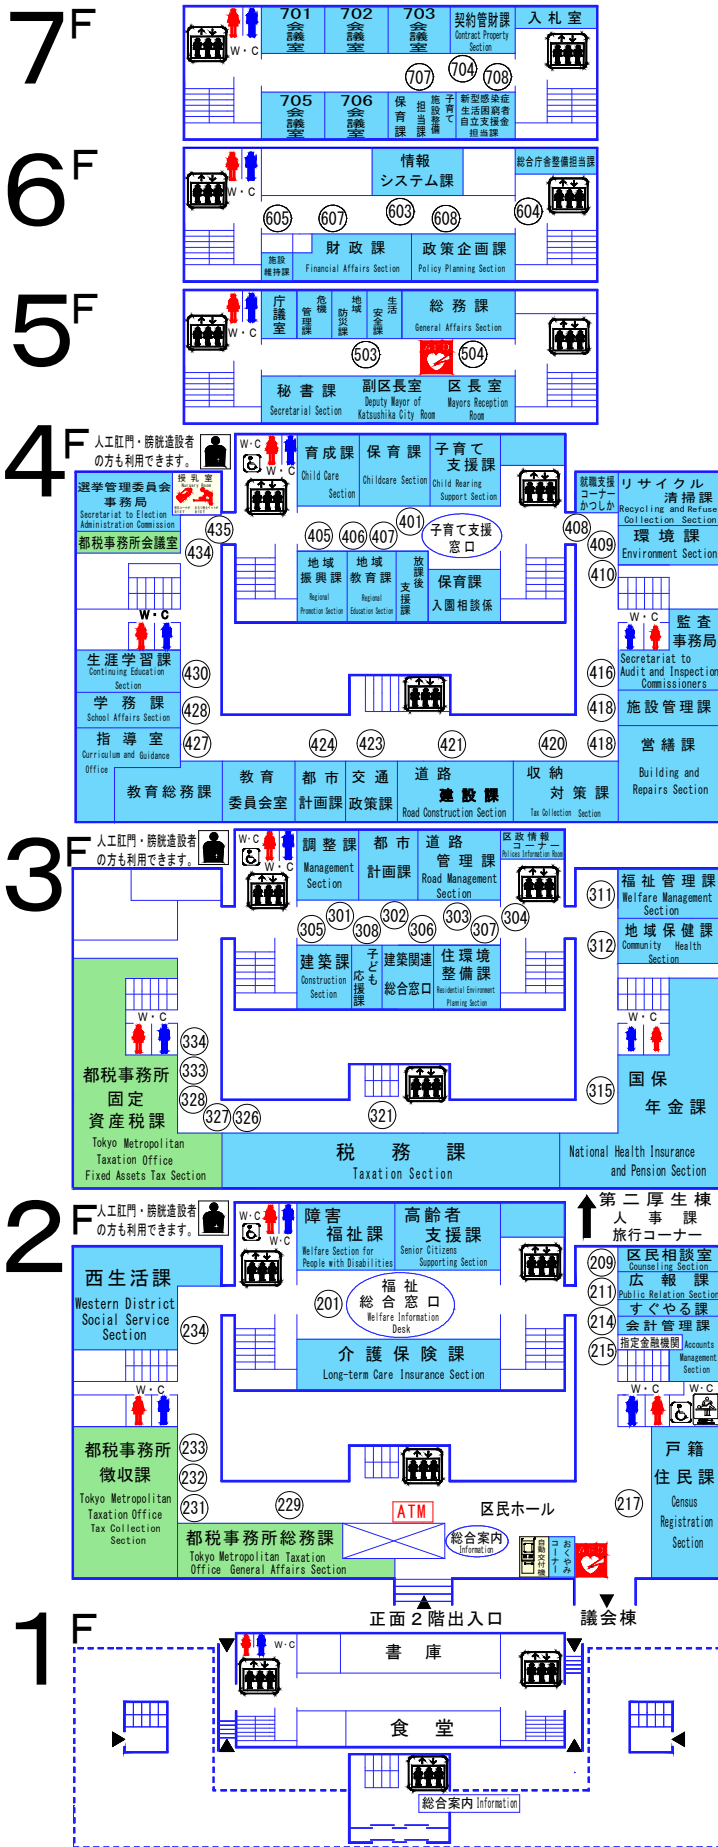 7F
W・C
701 会議室
702 会議室
703 会議室
契約管財課
Contract Property
Section
入札室
707
704
708
705 会議室
706 会議室
保育課
子育て施設整備担当課
新型感染症
生活困窮者
自立支援金
担当課
6F
W・C
情報
システム課
総合庁舎整備担当課
605
607
603
608
604
施設
維持課
財政課
Financial Affairs Section
政策企画課
Policy Planning Section
5F
W・C
庁議室
危機管理課
地域防災課
生活安全課
総務課
General Affairs Section
503
504
秘書課
Secretarial Section
副区長室
Deputy Mayor of
Katsushika City Room
区長室
Mayors Reception
Room
4F
人工肛門・膀胱造設者
の方も利用できます。
W・C
育成課
Child Care
Section
保育課
Childcare Section
子育て
支援課
Child Rearing
Support Section
選挙管理委員会
事務局
Secretariat to Election
Administration Commission
授乳室
Nursery Room
都税事務所会議室
435
434
就職支援
コーナー
かつしか
リサイクル
清掃課
Recycling and Refuse
Collection Section
408
409
環境課
Environment Section
410
405
406
407
401
子育て支援
窓口
地域
振興課
Regional
Promotion Section
地域
教育課
Regional
Education Section
放課後支援課
保育課
入園相談係
W・C
W・C
監査
事務局
Secretariat to
Audit and Inspection
Commissioners
416
生涯学習課
Continuing Education
Section
430
学務課
School Affairs Section
428
418
施設管理課
指導室
Curriculum and Guidance
Office
427
424
423
421
420
418
営繕課
Building and
Repairs Section
教育総務課
教育
委員会室
都市
計画課
交通
政策課
道路
建設課
Road Construction Section
収納
対策課
Tax Collection Section
3F
人工肛門・膀胱造設者
の方も利用できます。
W・C
調整課
Management
Section
都市
計画課
道路
管理課
Road Management
Section
区政情報
コーナー
Polices Information Room
311
福祉管理課
Welfare Management
Section
312
地域保健課
Community Health
Section
305
301
308
302
306
303
307
304
建築課
Construction
Section
子ども応援課
建築関連
総合窓口
住環境
整備課
Residential Environment
Planning Section
W・C
W・C
334
333
328
327
326
321
315
都税事務所
固定
資産税課
Tokyo Metropolitan
Taxation Office
Fixed Assets Tax Section
税務課
Taxation Section
国保
年金課
National Health Insurance
and Pension Section
2F
人工肛門・膀胱造設者
の方も利用できます。
第二厚生棟
人事課
旅行コーナー
W・C
W・C
障害
福祉課
Welfare Section for
People with Disabilities
高齢者
支援課
Senior Citizens
Supporting Section
西生活課
Western District
Social Service
Section
234
201
福祉
総合窓口
Welfare Information
Desk
介護保険課
Long-term Care Insurance Section
209
区民相談室
Counseling Section
211
広報課
Public Relation Section
すぐやる課
214
会計管理課
215
指定金融機関
Accounts
Management
Section
W・C
W・C
W・C
都税事務所
徴収課
Tokyo Metropolitan
Taxation Office
Tax Collection
Section
233
232
231
229
217
戸籍
住民課
Census
Registration
Section
ATM
区民ホール
都税事務所総務課
Tokyo Metropolitan Taxation
Office General Affairs Section
総合案内
Information
自動交付機
おくやみコーナー
正面2階出入口
議会棟
1F
W・C
書庫
食堂
総合案内 Information